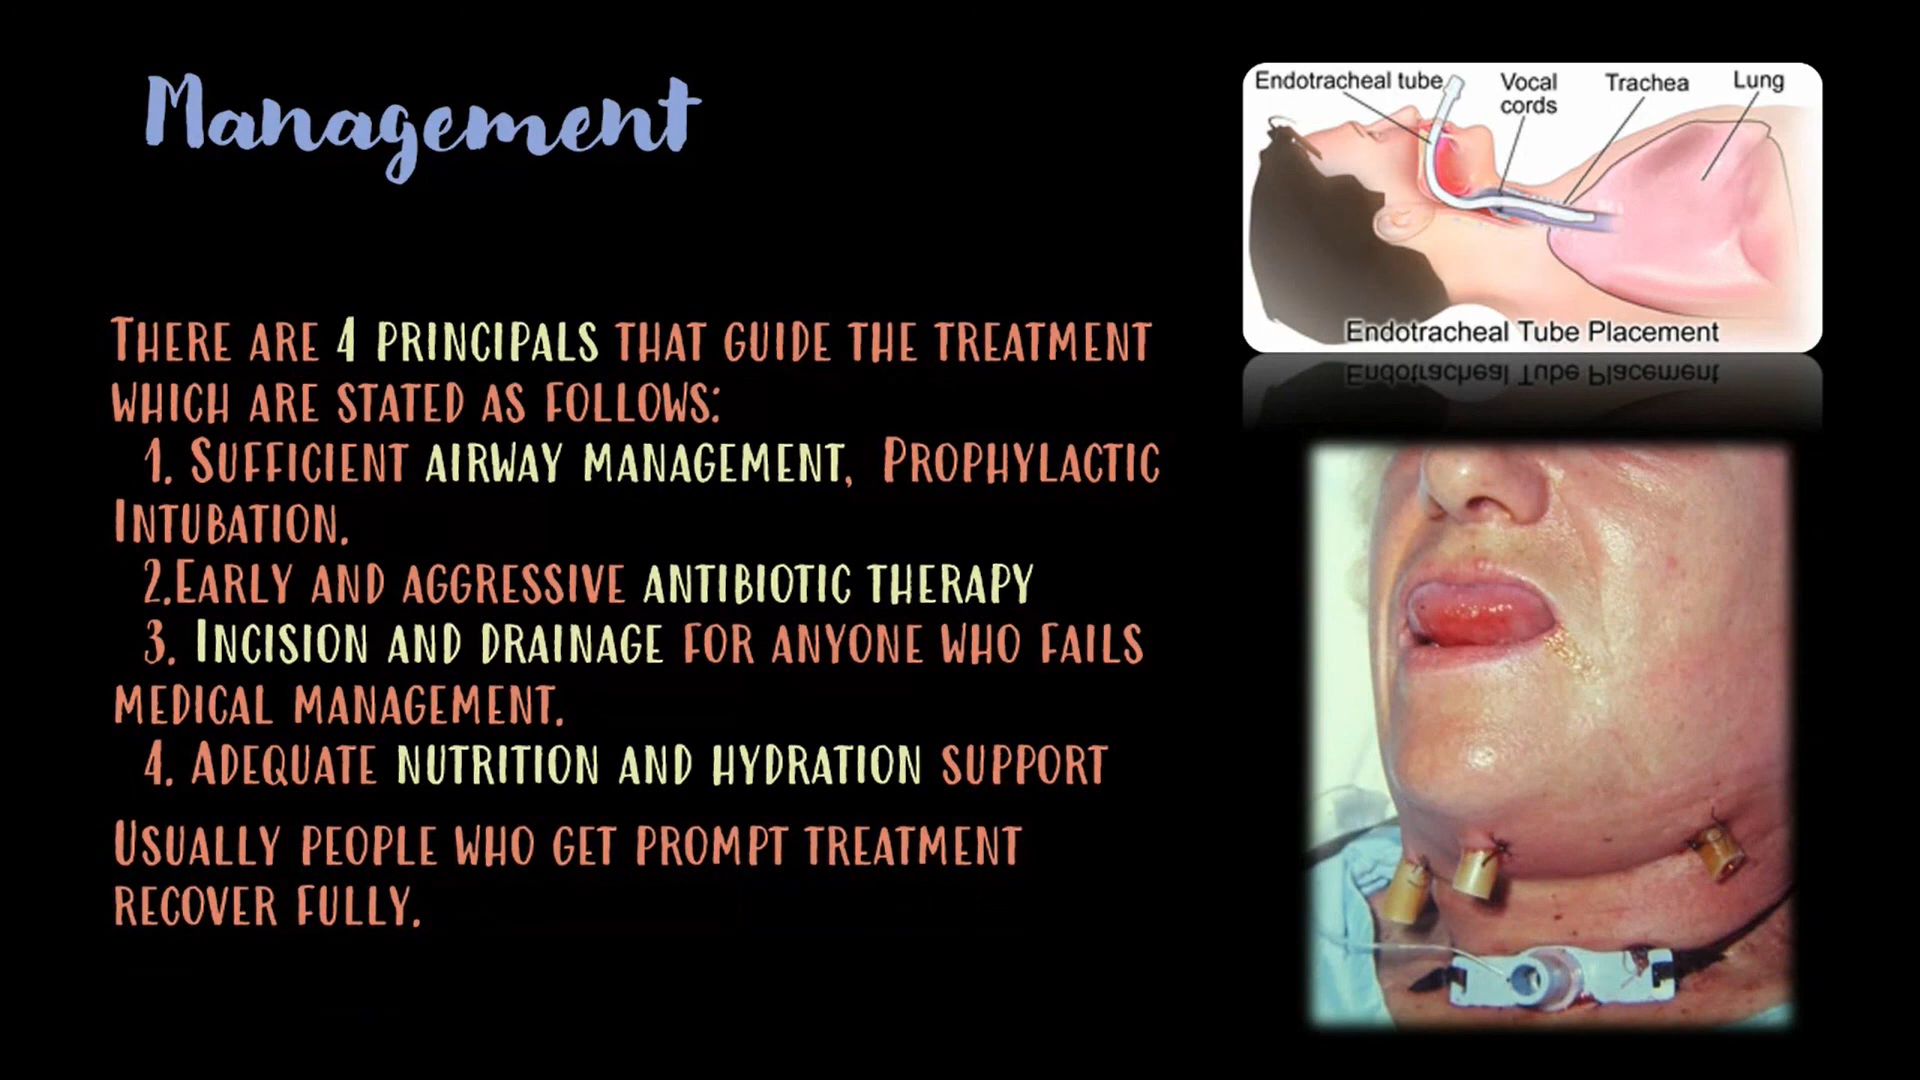 Management
There are 4 principals that guide the treatment
which are stated as follows:
1. Sufficient airway management, Prophylactic
Intubation.
2.Early and aggressive antibiotic therapy
3. Incision and drainage for anyone who fails
medical management.
4. Adequate nutrition and hydration support
Usually people who get prompt treatment
recover fully.
Endotracheal tube
Vocal
cords
Trachea
Lung
Endotracheal Tube Placement